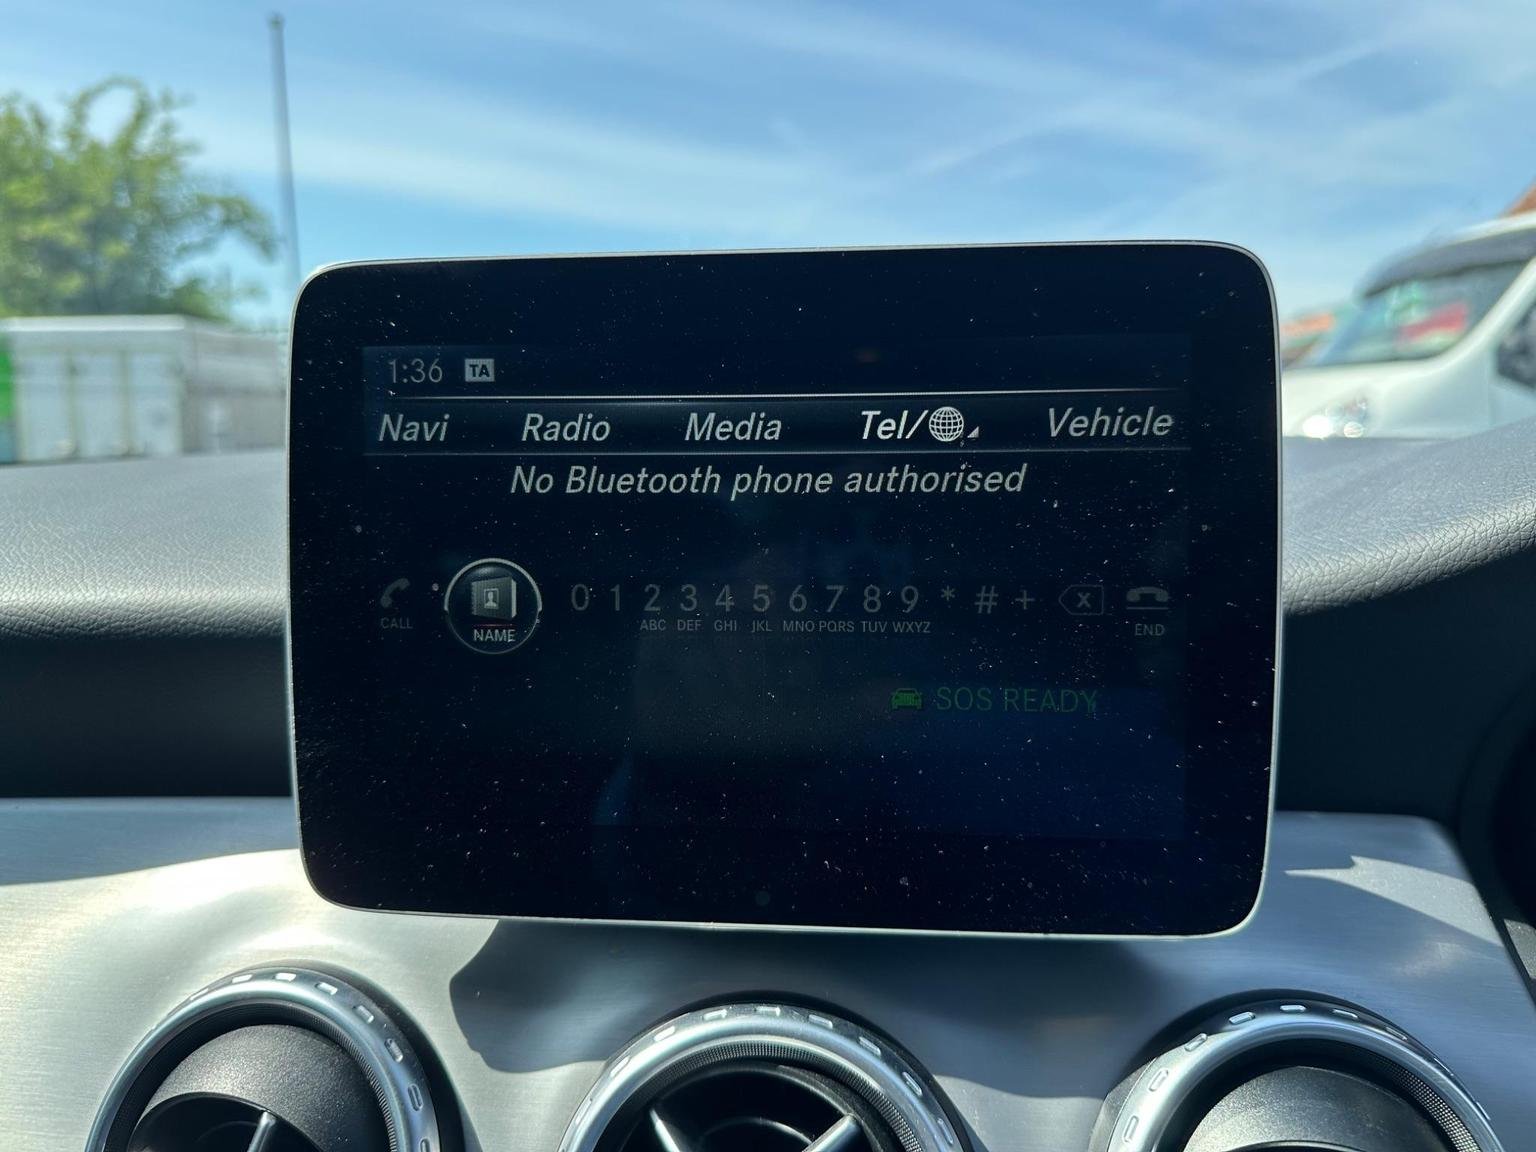 1:36 TA
Navi Radio Media Tel/ Vehicle
No Bluetooth phone authorised
CALL NAME 0 1 2 3 4 5 6 7 8 9 * # + X END
ABC DEF GHI JKL MNO PQRS TUV WXYZ
SOS READY